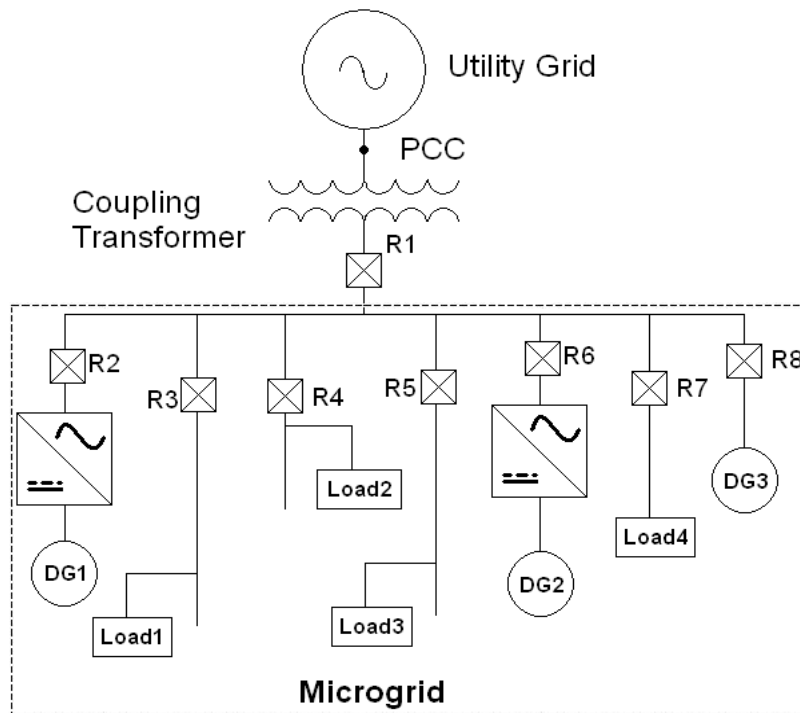 Utility Grid
PCC
Coupling
Transformer
R1
R2
R3
R4
R5
R6
R7
R8
Load2
DG3
Load4
DG1
DG2
Load1
Load3
Microgrid